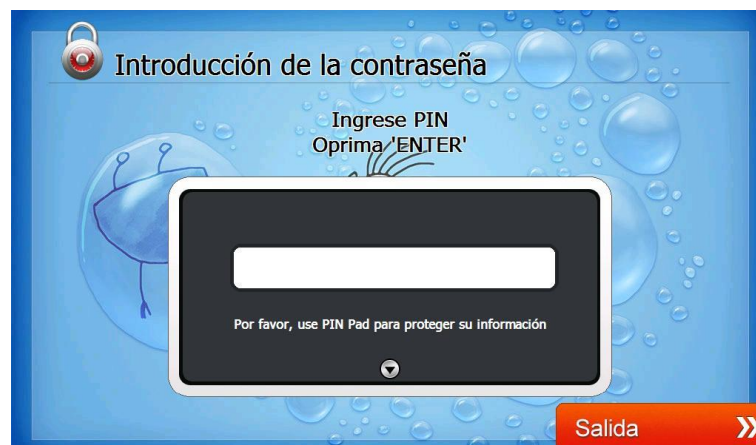 Introducción de la contraseña
Ingrese PIN
Oprima 'ENTER'
Por favor, use PIN Pad para proteger su información
Salida